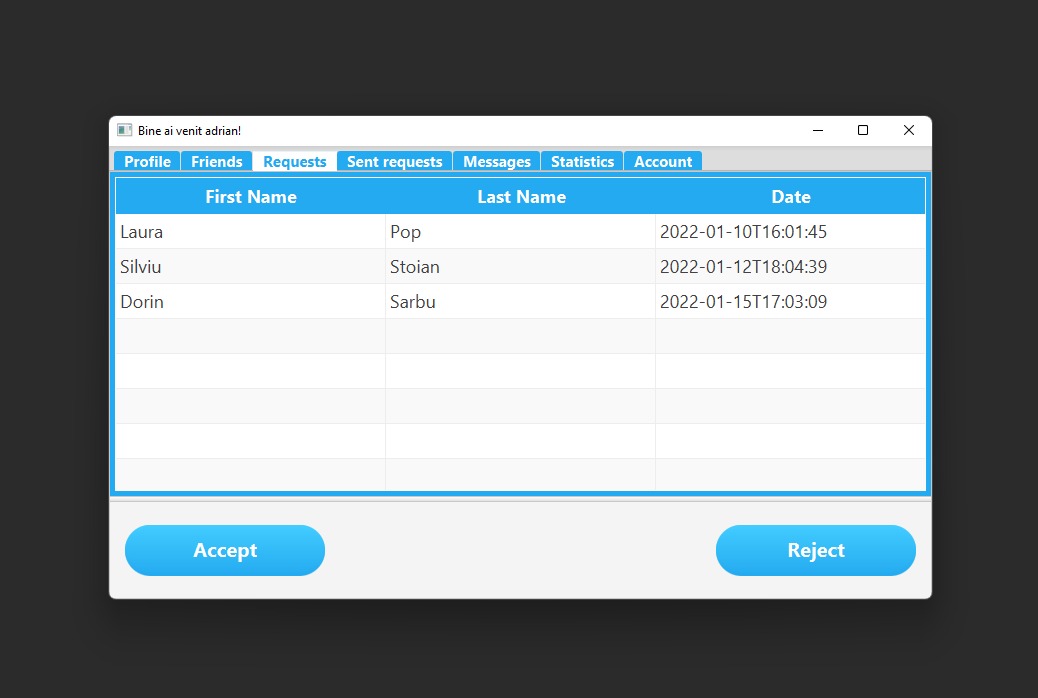 Bine ai venit adrian!
Profile Friends Requests Sent requests Messages Statistics Account
First Name Last Name Date
Laura Pop 2022-01-10T16:01:45
Silviu Stoian 2022-01-12T18:04:39
Dorin Sarbu 2022-01-15T17:03:09
Accept Reject